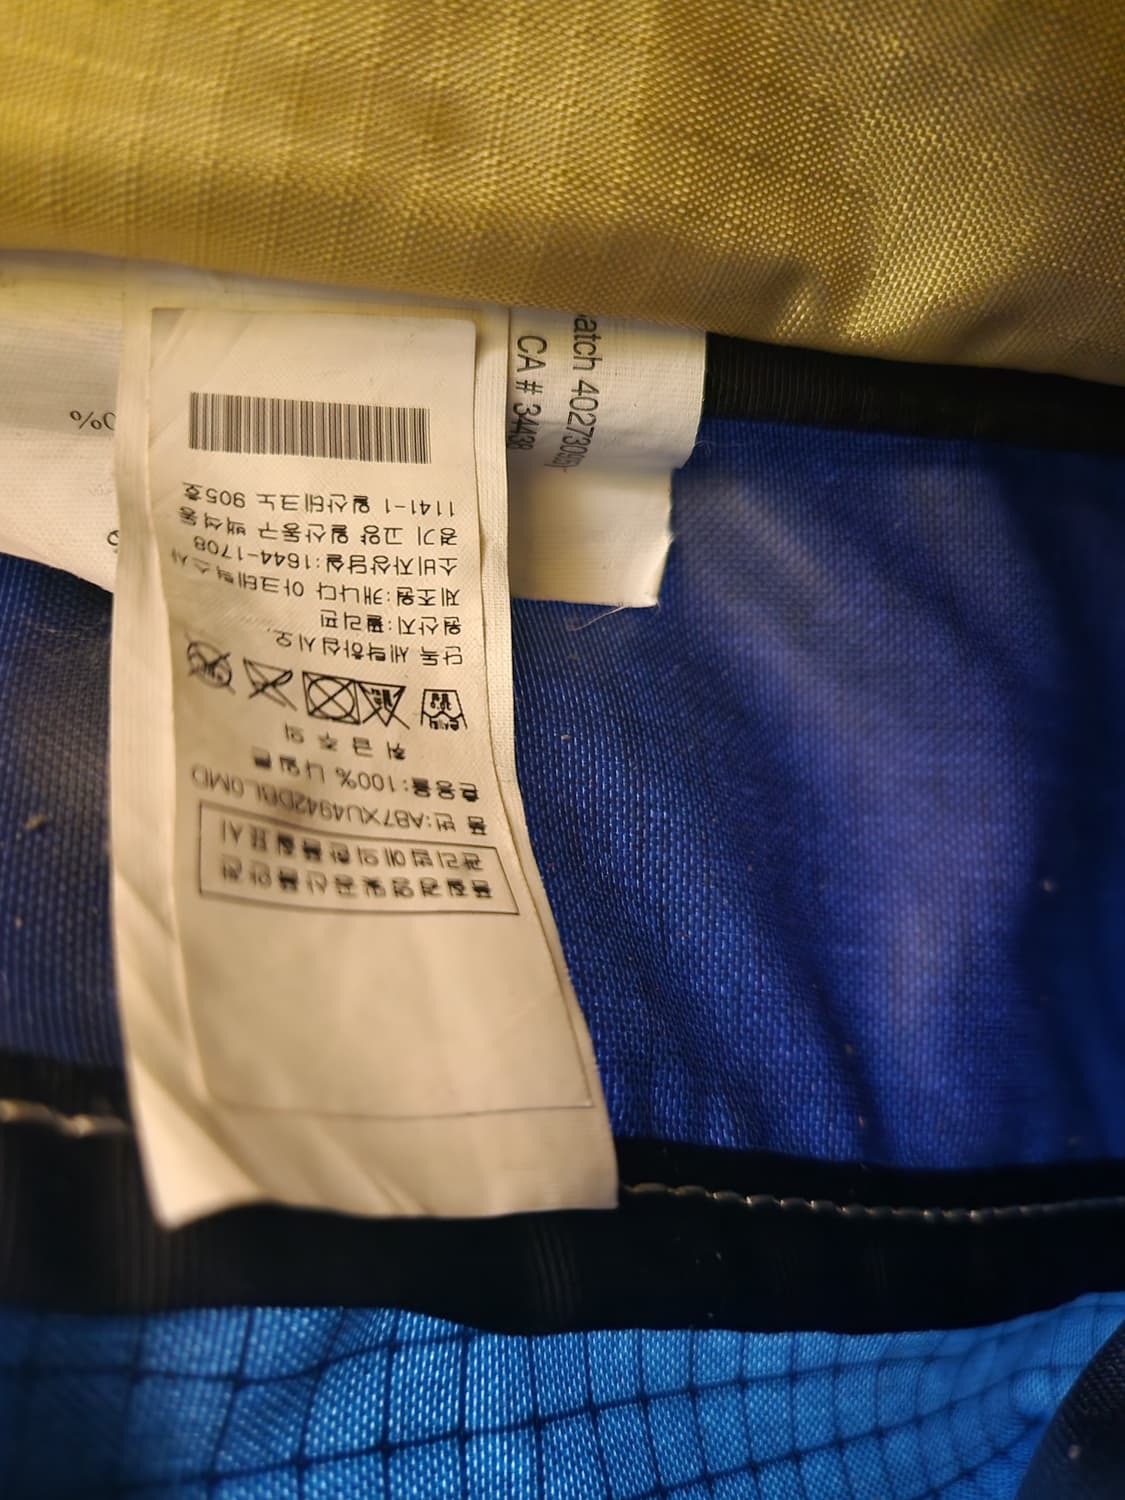 품질경영및공산품안전
관리법에의한품질표시
품 번:AB7XU4942DBL0MD
혼용율:100% 나일론
취 급 주 의
단독 세탁하십시오.
원산지:필리핀
제조원:캐나다 아크테릭스사
소비자상담실:1644-1708
경기 고양 일산동구 백석동
1141-1 일산테크노 905호
atch 402730
CA # 34438
0%